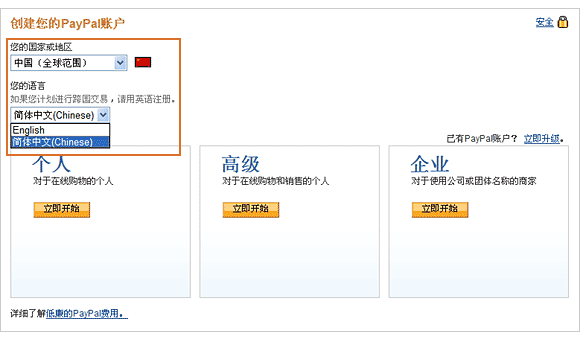 创建您的PayPal账户
安全
您的国家或地区
中国（全球范围）
您的语言
如果您计划进行跨国交易，请用英语注册。
简体中文(Chinese)
English
简体中文(Chinese)
已有PayPal账户？ 立即升级。
个人
对于在线购物的个人
立即开始
高级
对于在线购物和销售的个人
立即开始
企业
对于使用公司或团体名称的商家
立即开始
详细了解低廉的PayPal费用。